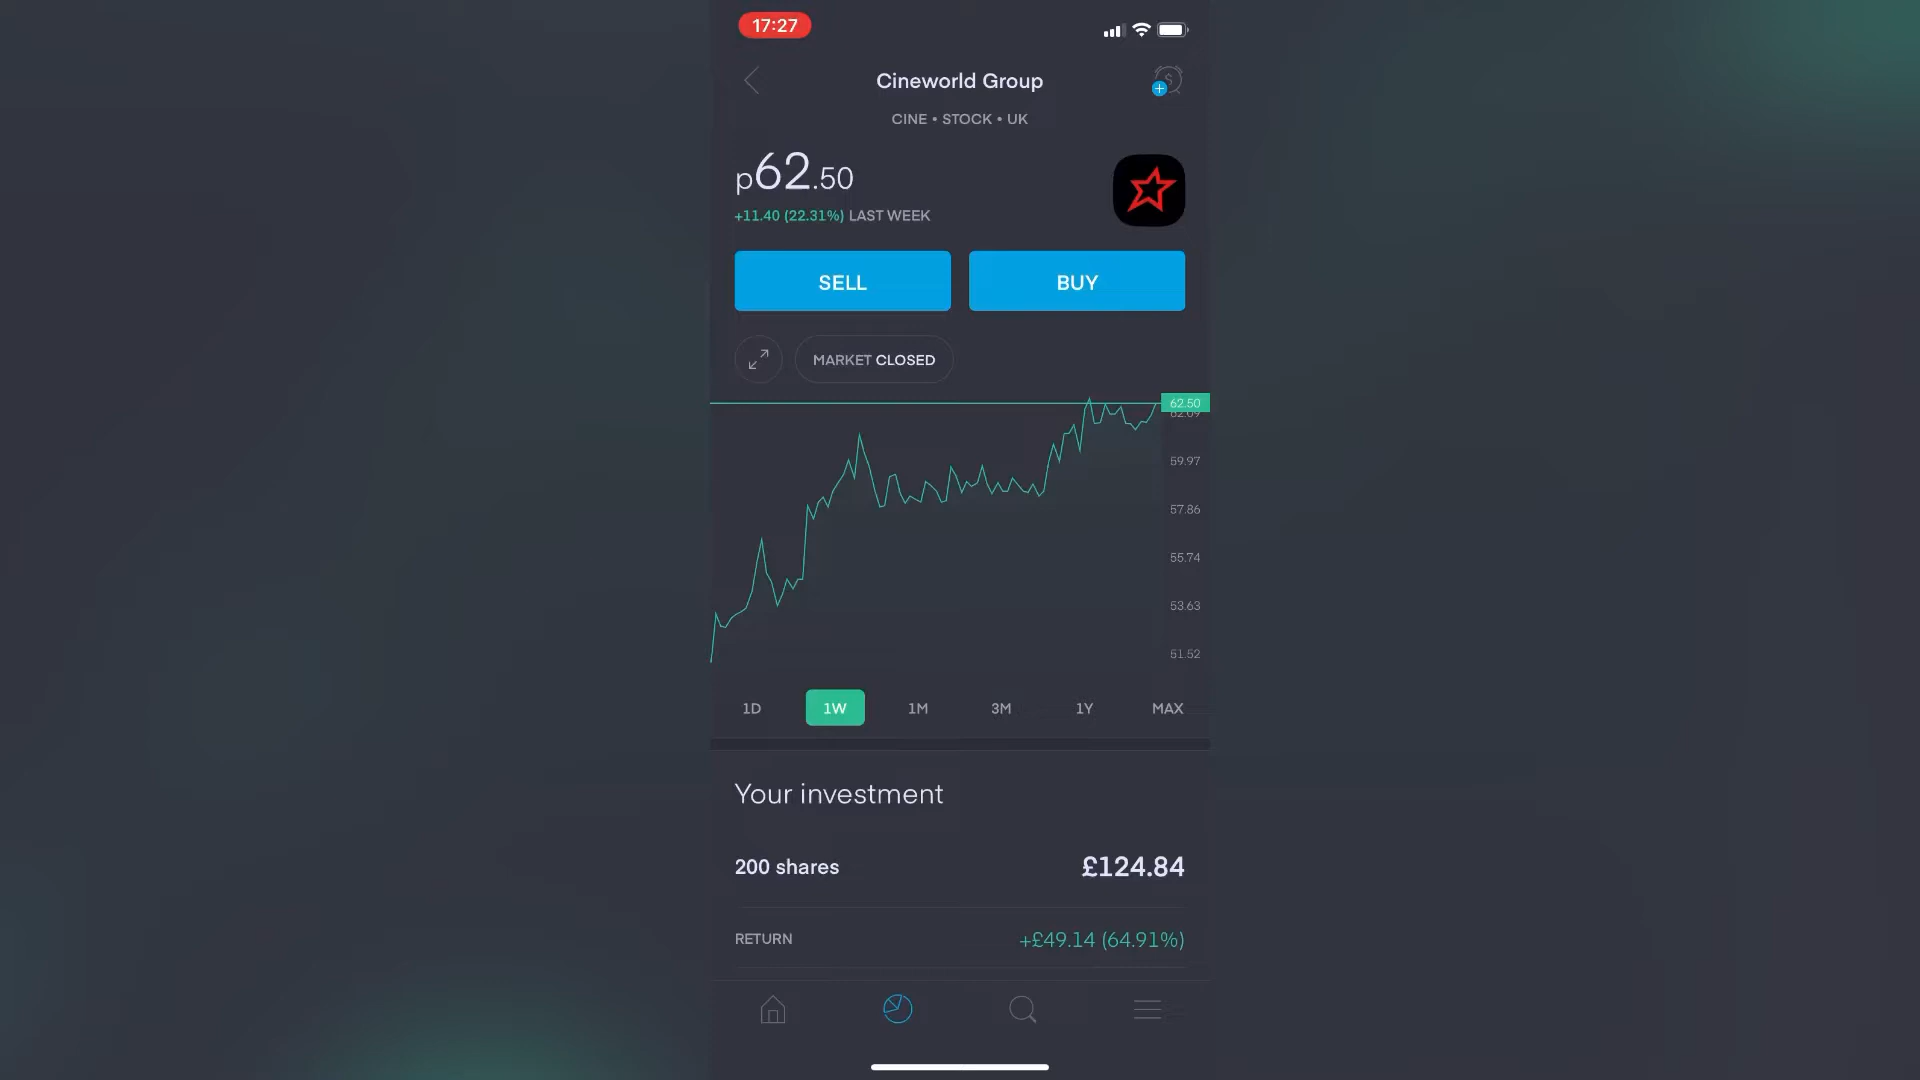 17:27
Cineworld Group
CINE • STOCK • UK
p62.50
+11.40 (22.31%) LAST WEEK
SELL BUY
MARKET CLOSED
62.50
62.09
59.97
57.86
55.74
53.63
51.52
1D 1W 1M 3M 1Y MAX
Your investment
200 shares £124.84
RETURN +£49.14 (64.91%)